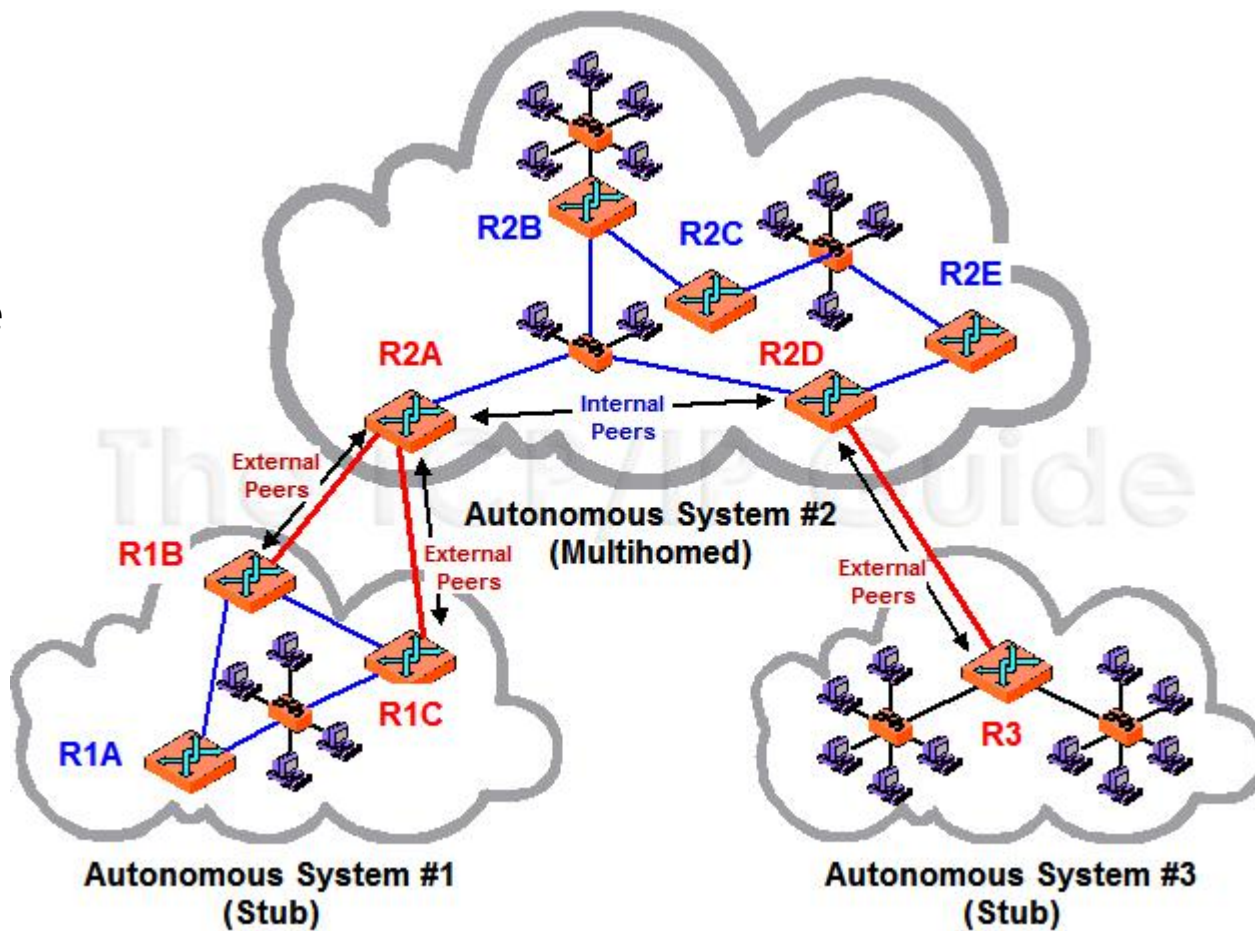 R2B
R2C
R2E
R2A
R2D
Internal
Peers
External
Peers
The TCP/IP Guide
Autonomous System #2
(Multihomed)
R1B
External
Peers
External
Peers
R1C
R1A
R3
Autonomous System #1
(Stub)
Autonomous System #3
(Stub)